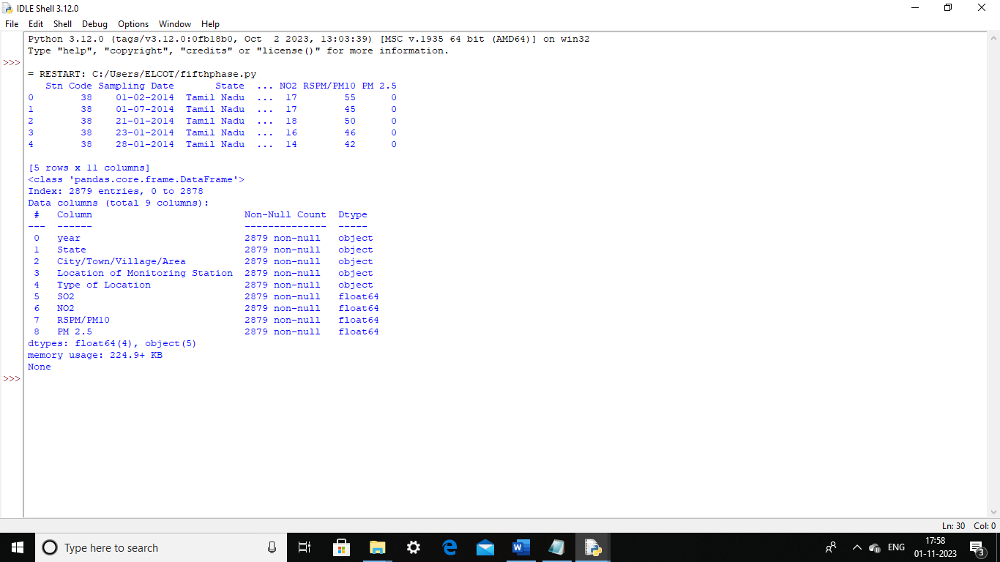 IDLE Shell 3.12.0
File Edit Shell Debug Options Window Help
Python 3.12.0 (tags/v3.12.0:0fb18b0, Oct  2 2023, 13:03:39) [MSC v.1935 64 bit (AMD64)] on win32
Type "help", "copyright", "credits" or "license()" for more information.
>>>
= RESTART: C:/Users/ELCOT/fifthphase.py
   Stn Code Sampling Date       State  ... NO2 RSPM/PM10 PM 2.5
0        38    01-02-2014  Tamil Nadu  ...  17        55      0
1        38    01-07-2014  Tamil Nadu  ...  17        45      0
2        38    21-01-2014  Tamil Nadu  ...  18        50      0
3        38    23-01-2014  Tamil Nadu  ...  16        46      0
4        38    28-01-2014  Tamil Nadu  ...  14        42      0
[5 rows x 11 columns]
<class 'pandas.core.frame.DataFrame'>
Index: 2879 entries, 0 to 2878
Data columns (total 9 columns):
 #   Column                          Non-Null Count  Dtype
---  ------                          --------------  -----
 0   year                            2879 non-null   object
 1   State                           2879 non-null   object
 2   City/Town/Village/Area          2879 non-null   object
 3   Location of Monitoring Station  2879 non-null   object
 4   Type of Location                2879 non-null   object
 5   SO2                             2879 non-null   float64
 6   NO2                             2879 non-null   float64
 7   RSPM/PM10                       2879 non-null   float64
 8   PM 2.5                          2879 non-null   float64
dtypes: float64(4), object(5)
memory usage: 224.9+ KB
None
>>>
Ln: 30 Col: 0
Type here to search
ENG
17:58
01-11-2023
3